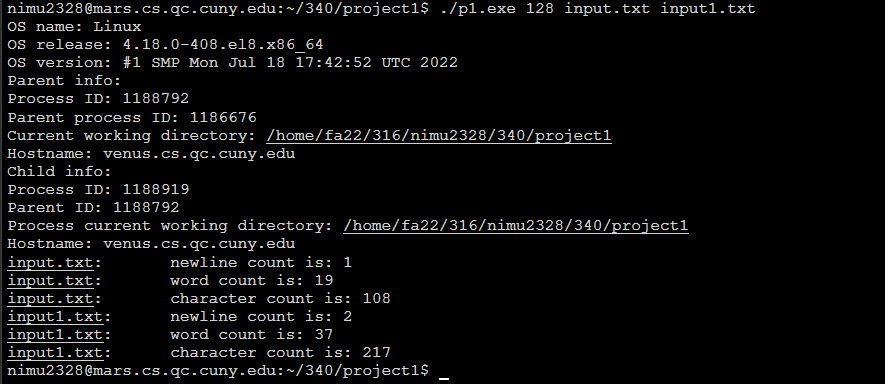 nimu2328@mars.cs.qc.cuny.edu:~/340/project1$ ./p1.exe 128 input.txt input1.txt
OS name: Linux
OS release: 4.18.0-408.el8.x86_64
OS version: #1 SMP Mon Jul 18 17:42:52 UTC 2022
Parent info:
Process ID: 1188792
Parent process ID: 1186676
Current working directory: /home/fa22/316/nimu2328/340/project1
Hostname: venus.cs.qc.cuny.edu
Child info:
Process ID: 1188919
Parent ID: 1188792
Process current working directory: /home/fa22/316/nimu2328/340/project1
Hostname: venus.cs.qc.cuny.edu
input.txt:       newline count is: 1
input.txt:       word count is: 19
input.txt:       character count is: 108
input1.txt:      newline count is: 2
input1.txt:      word count is: 37
input1.txt:      character count is: 217
nimu2328@mars.cs.qc.cuny.edu:~/340/project1$ _